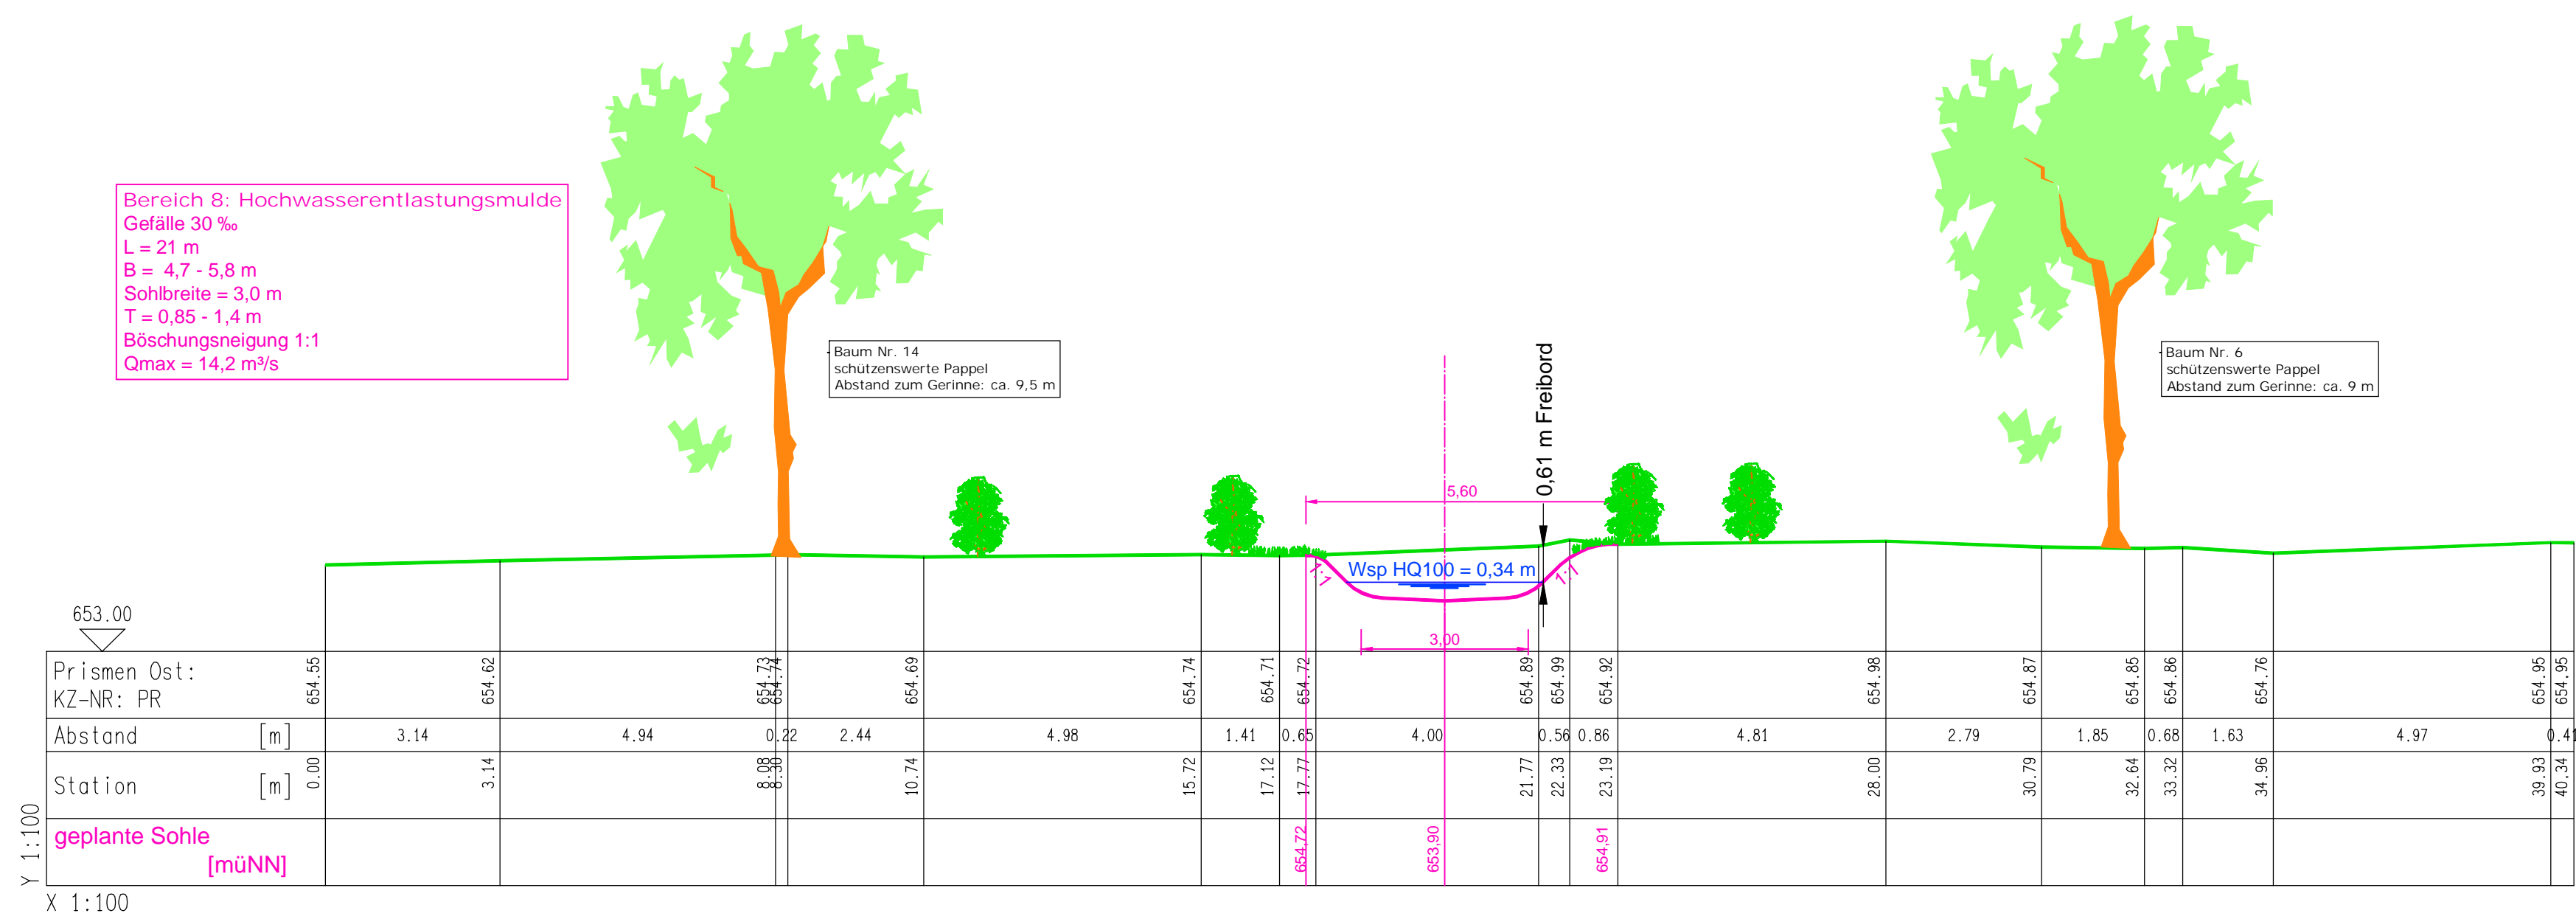 Bereich 8: Hochwasserentlastungsmulde
Gefälle 30 ‰
L = 21 m
B = 4,7 - 5,8 m
Sohlbreite = 3,0 m
T = 0,85 - 1,4 m
Böschungsneigung 1:1
Qmax = 14,2 m³/s
Baum Nr. 14
schützenswerte Pappel
Abstand zum Gerinne: ca. 9,5 m
Baum Nr. 6
schützenswerte Pappel
Abstand zum Gerinne: ca. 9 m
0,61 m Freibord
5,60
Wsp HQ100 = 0,34 m
1:1
1:1
3,00
653.00
Prismen Ost:
KZ-NR: PR
654.55 654.62 654.73 654.74 654.69 654.74 654.71 654.72 654.89 654.99 654.92 654.98 654.87 654.85 654.86 654.76 654.95 654.95
Abstand [m] 3.14 4.94 0.22 2.44 4.98 1.41 0.65 4.00 0.56 0.86 4.81 2.79 1.85 0.68 1.63 4.97 0.41
Station [m] 0.00 3.14 8.08 8.30 10.74 15.72 17.12 17.77 21.77 22.33 23.19 28.00 30.79 32.64 33.32 34.96 39.93 40.34
geplante Sohle
[müNN]
654,72 653,90 654,91
Y 1:100
X 1:100